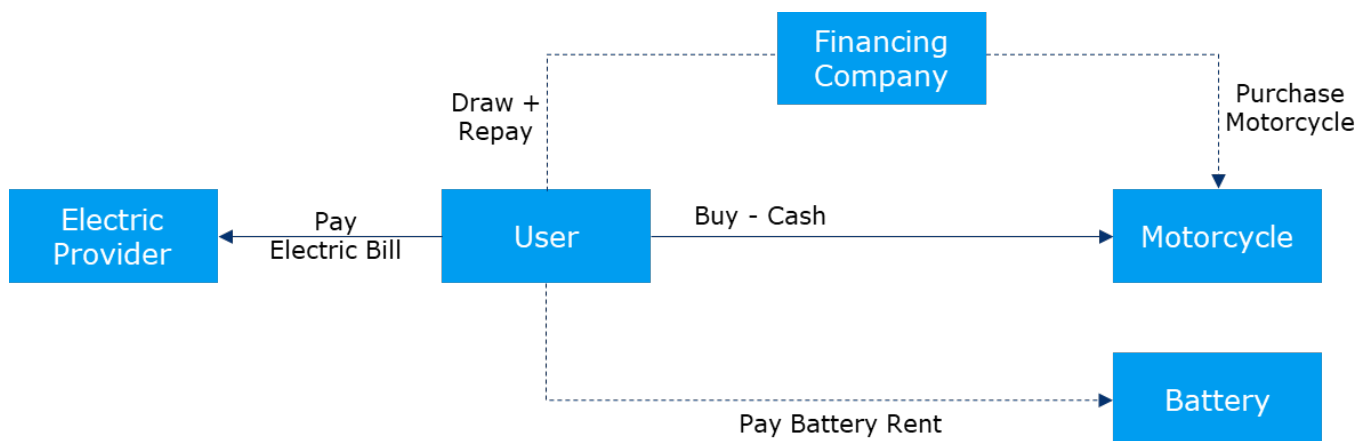 Financing
Company
Draw +
Repay
Purchase
Motorcycle
Electric
Provider
Pay
Electric Bill
User
Buy - Cash
Motorcycle
Pay Battery Rent
Battery